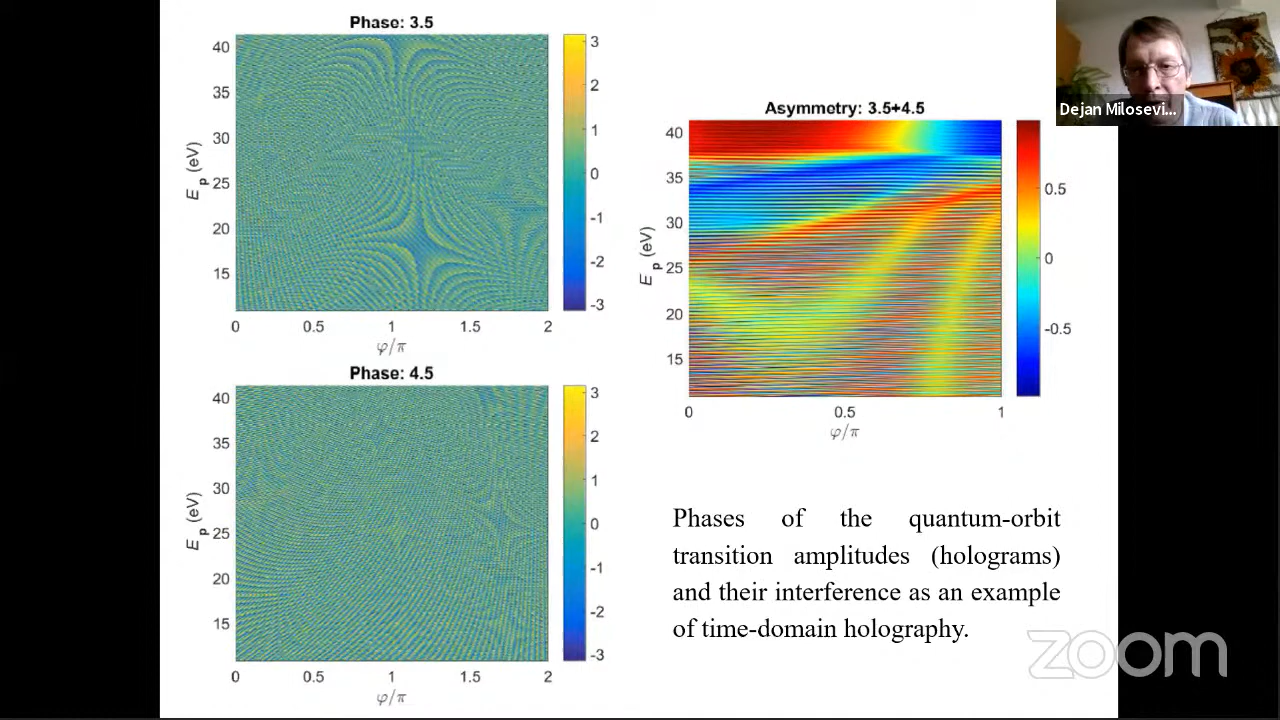 Phase: 3.5
40
35
30
25
20
15
E p (eV)
0 0.5 1 1.5 2
φ/π
3
2
1
0
-1
-2
-3
Phase: 4.5
40
35
30
25
20
15
E p (eV)
0 0.5 1 1.5 2
φ/π
3
2
1
0
-1
-2
-3
Asymmetry: 3.5+4.5
40
35
30
25
20
15
E p (eV)
0 0.5 1
φ/π
0.5
0
-0.5
Dejan Milosevi...
Phases of the quantum-orbit
transition amplitudes (holograms)
and their interference as an example
of time-domain holography.
zoom